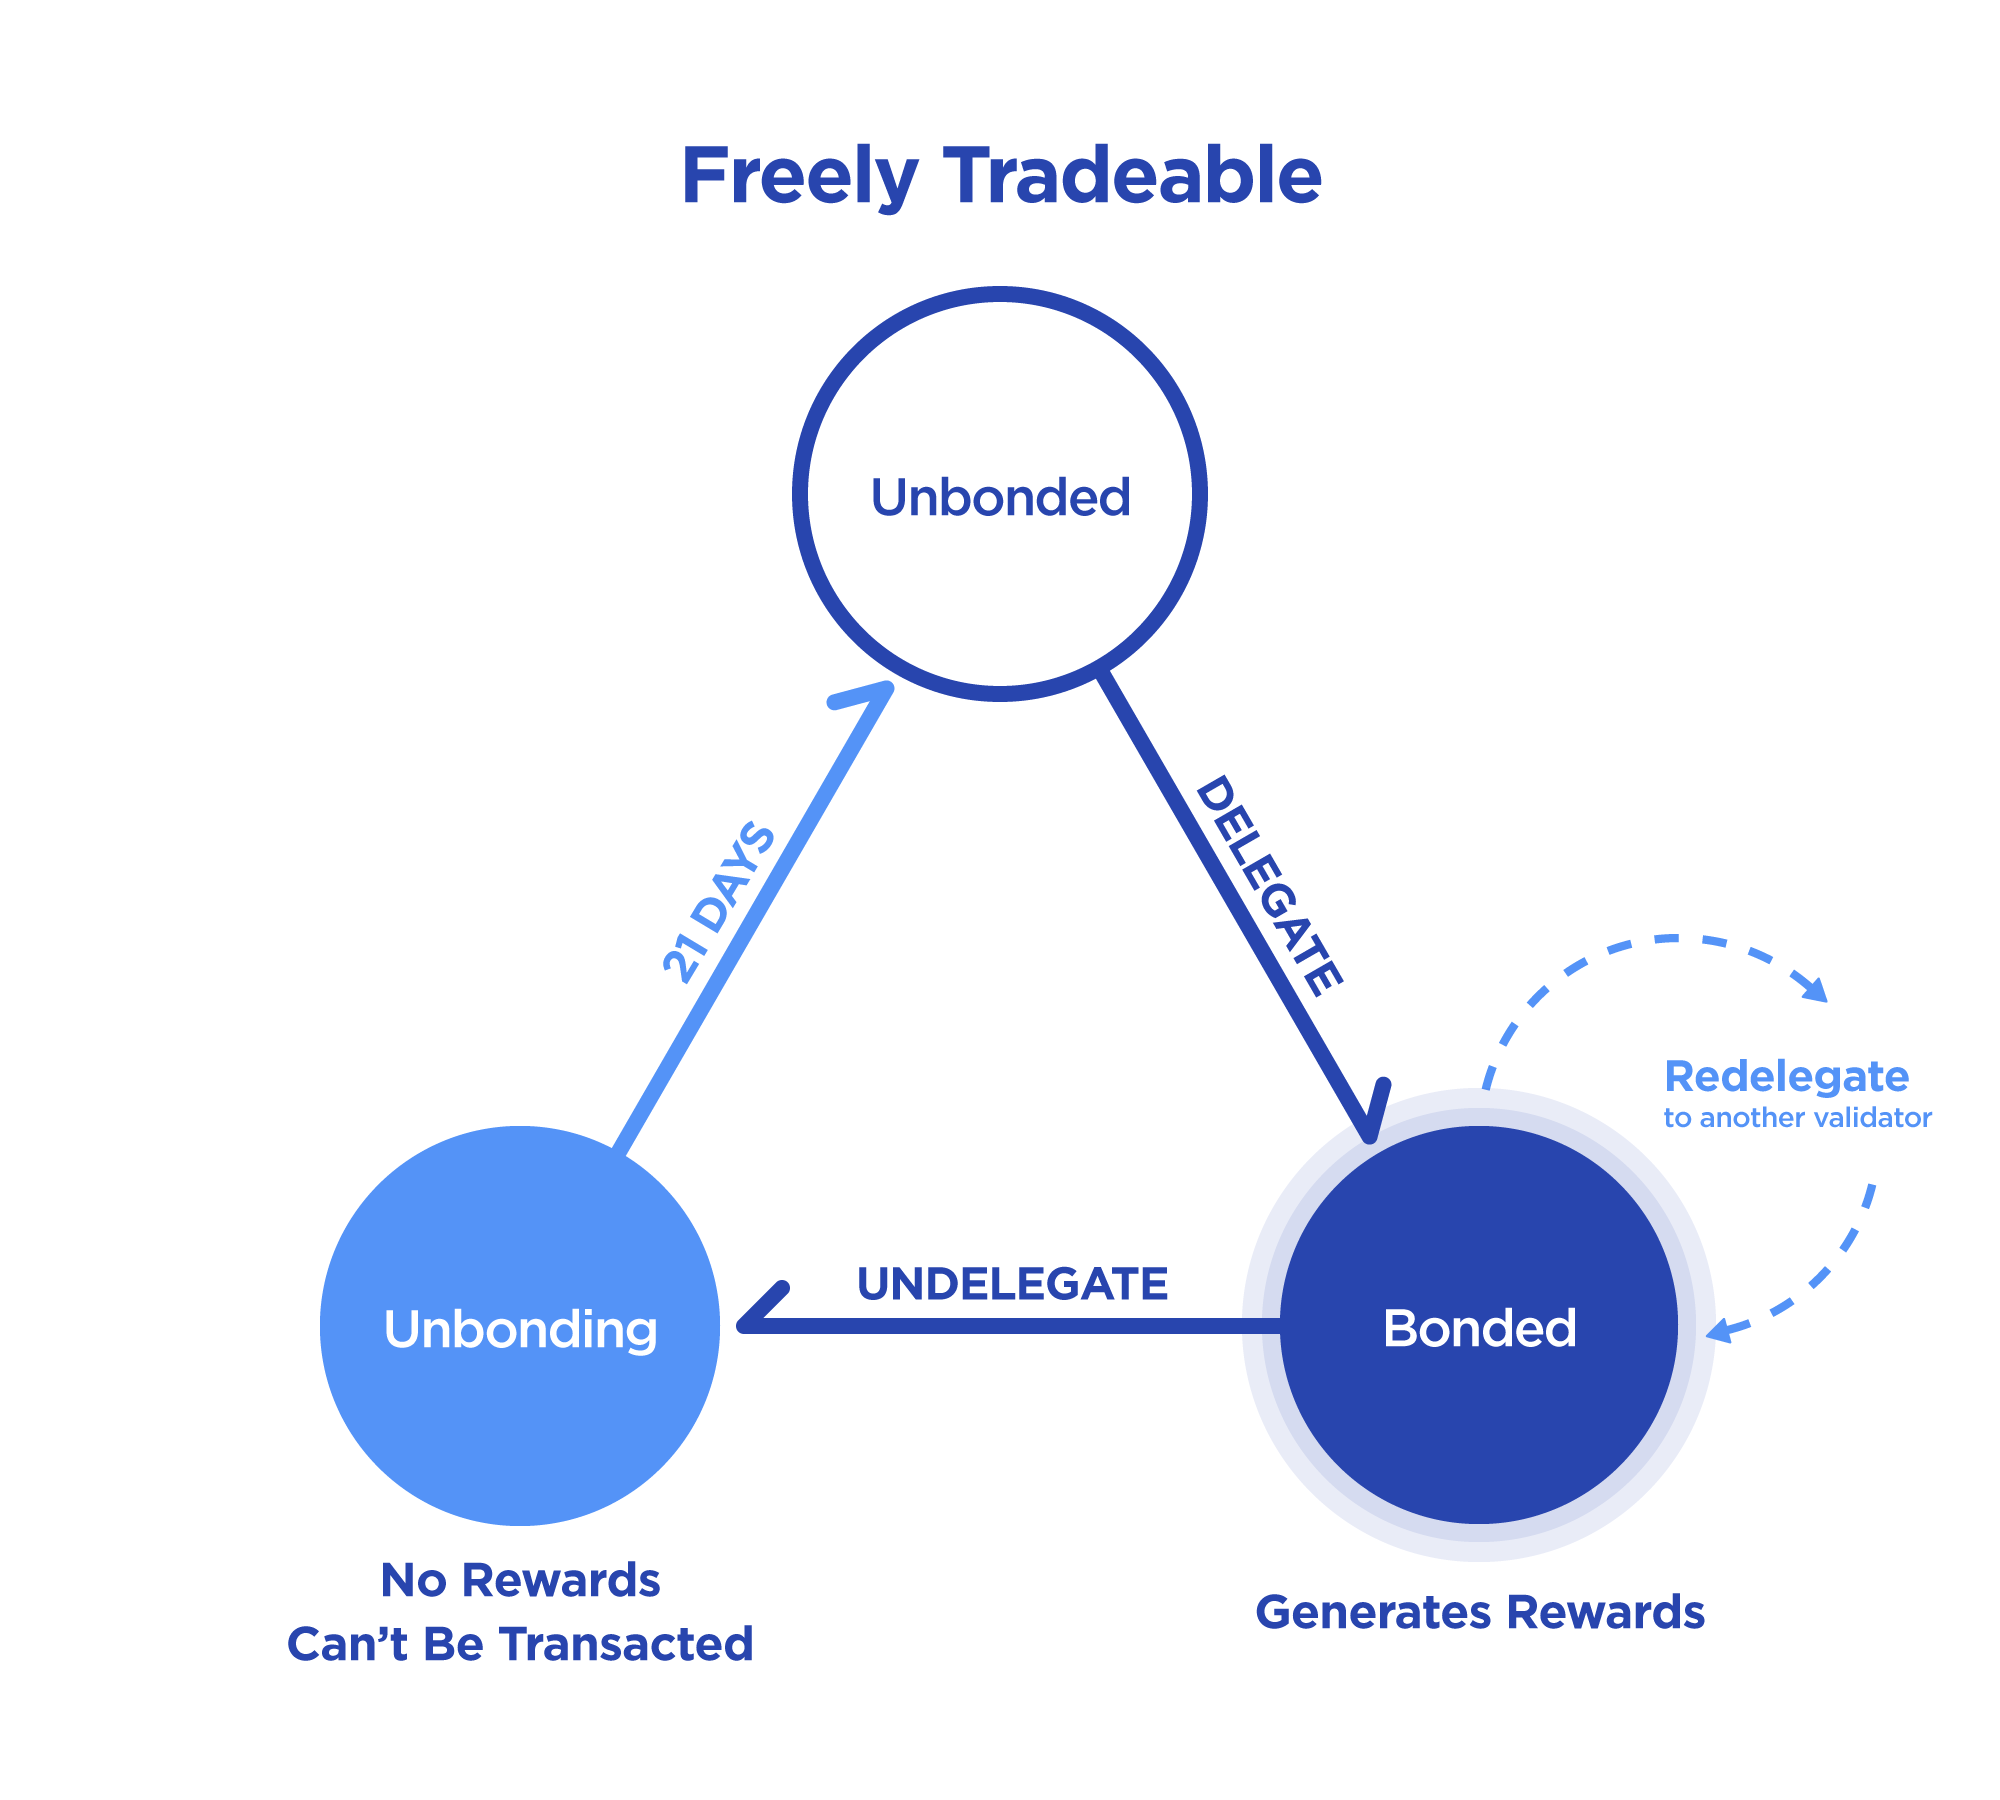 Freely Tradeable
Unbonded
21 DAYS
DELEGATE
Redelegate
to another validator
UNDELEGATE
Unbonding
Bonded
No Rewards
Can't Be Transacted
Generates Rewards